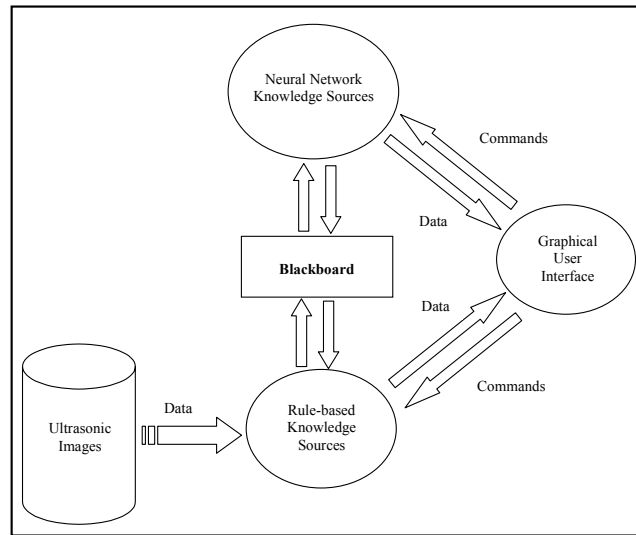 Neural Network
Knowledge Sources
Commands
Data
Graphical
User
Interface
Blackboard
Data
Commands
Data
Ultrasonic
Images
Rule-based
Knowledge
Sources